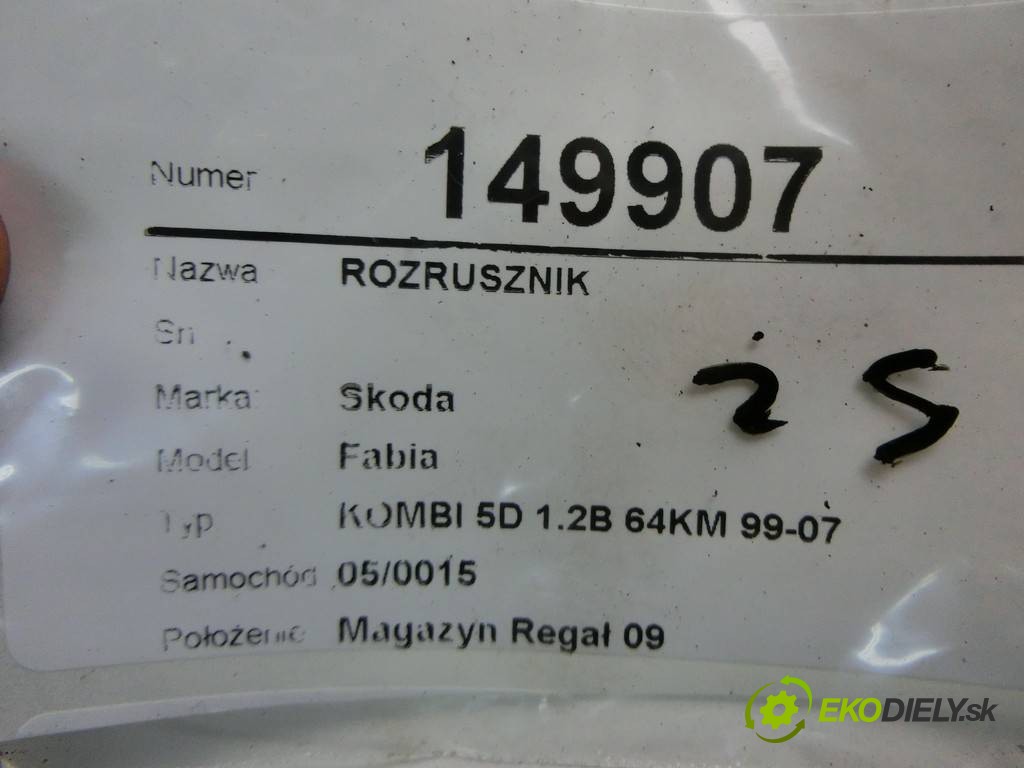 Numer 149907
Nazwa ROZRUSZNIK
Sn
Marka Skoda
Model Fabia
Typ KOMBI 5D 1.2B 64KM 99-07
Samochód 05/0015
Położenie Magazyn Regał 09
EKODIELY.sk